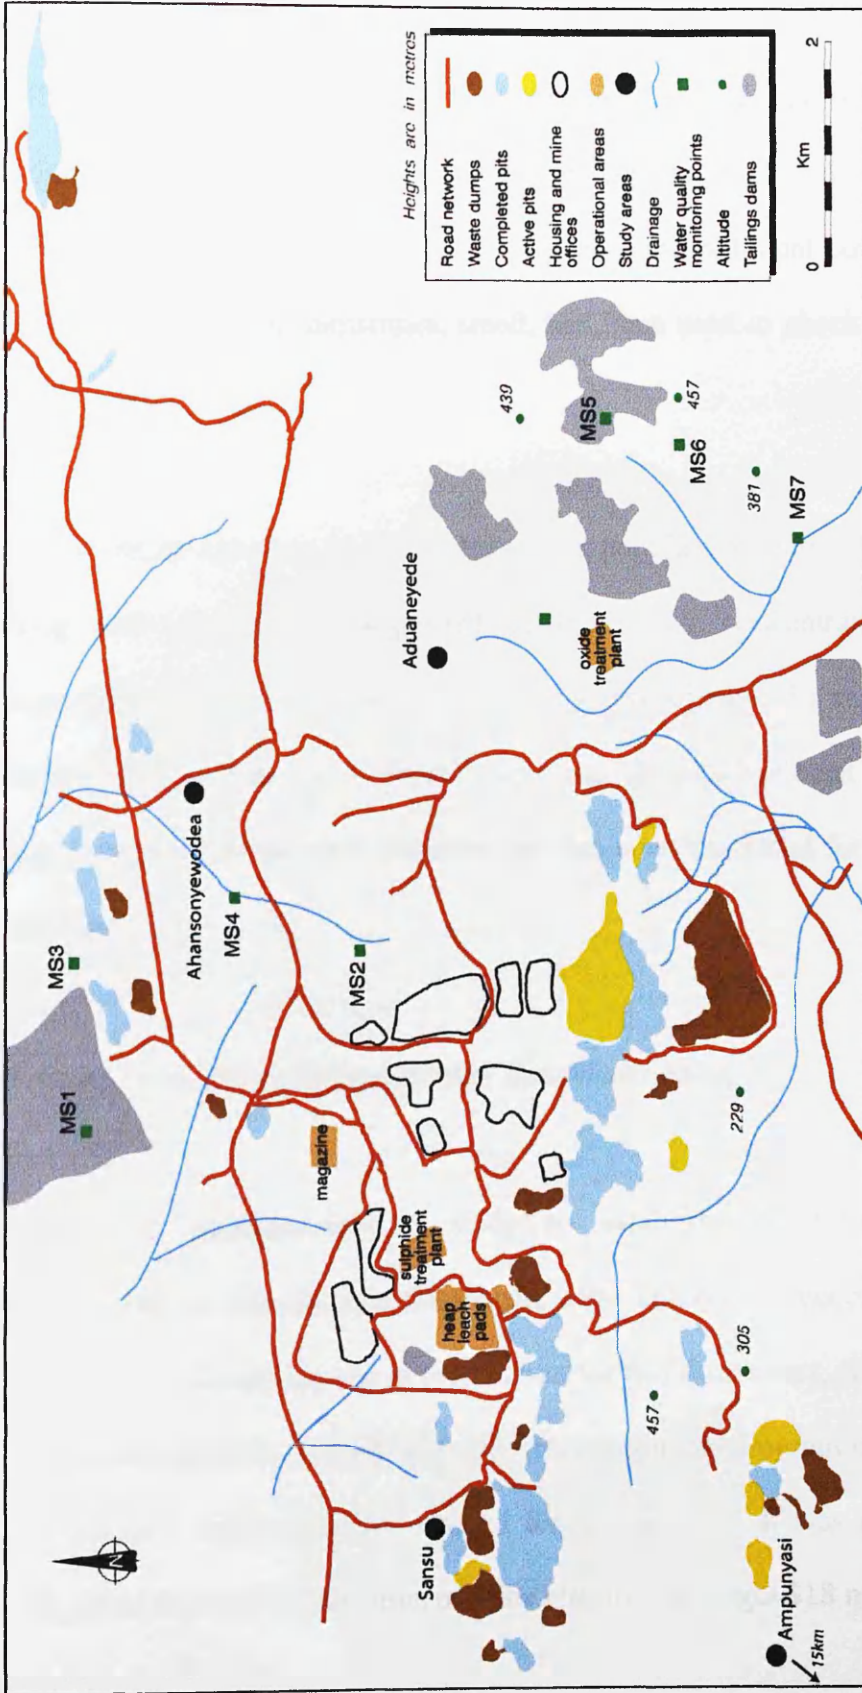 Heights are in metres
Road network
Waste dumps
Completed pits
Active pits
Housing and mine
offices
Operational areas
Study areas
Drainage
Water quality
monitoring points
Altitude
Tailings dams
0
Km
2
N
MS1
MS3
Ahansonyewodea
MS4
MS2
magazine
sulphide
treatment
plant
heap
leach
pads
Sansu
Aduaneyede
oxide
treatment
plant
439
MS5
457
MS6
381
MS7
229
305
457
Ampunyasi
15km